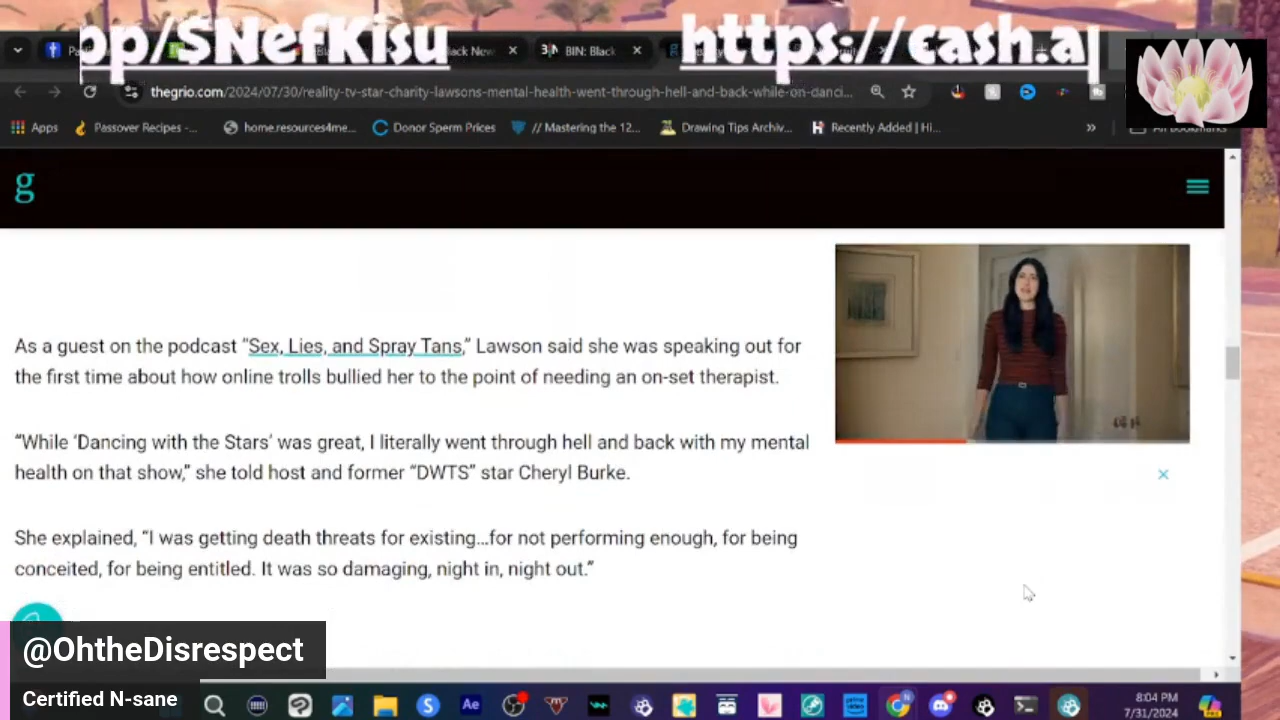 pp/$NefKisu
https://cash.a
BIN: Black
thegrio.com/2024/07/30/reality-tv-star-charity-lawsons-mental-health-went-through-hell-and-back-while-on-danci...
Apps
Passover Recipes -...
home.resources4me...
Donor Sperm Prices
// Mastering the 12...
Drawing Tips Archiv...
Recently Added | Hi...
»
All Bookmarks
g
As a guest on the podcast “Sex, Lies, and Spray Tans,” Lawson said she was speaking out for
the first time about how online trolls bullied her to the point of needing an on-set therapist.
“While ‘Dancing with the Stars’ was great, I literally went through hell and back with my mental
health on that show,” she told host and former “DWTS” star Cheryl Burke.
She explained, “I was getting death threats for existing…for not performing enough, for being
conceited, for being entitled. It was so damaging, night in, night out.”
@OhtheDisrespect
Certified N-sane
8:04 PM
7/31/2024